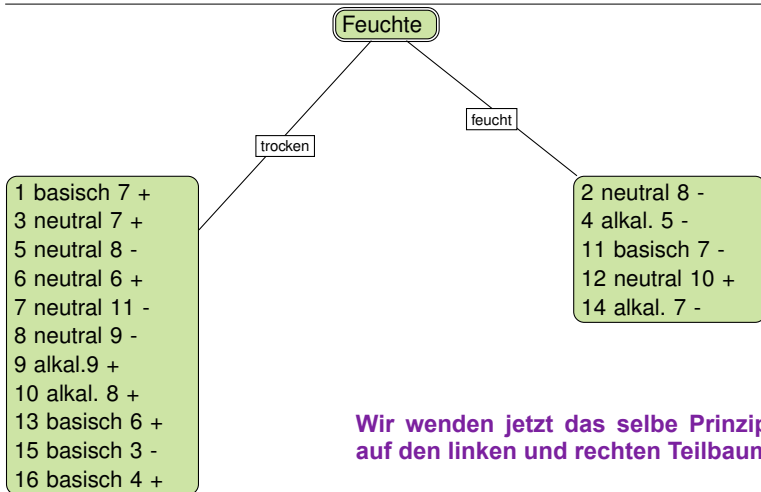 Feuchte
trocken
feucht
1 basisch 7 +
3 neutral 7 +
5 neutral 8 -
6 neutral 6 +
7 neutral 11 -
8 neutral 9 -
9 alkal.9 +
10 alkal. 8 +
13 basisch 6 +
15 basisch 3 -
16 basisch 4 +
2 neutral 8 -
4 alkal. 5 -
11 basisch 7 -
12 neutral 10 +
14 alkal. 7 -
Wir wenden jetzt das selbe Prinzip
auf den linken und rechten Teilbaum